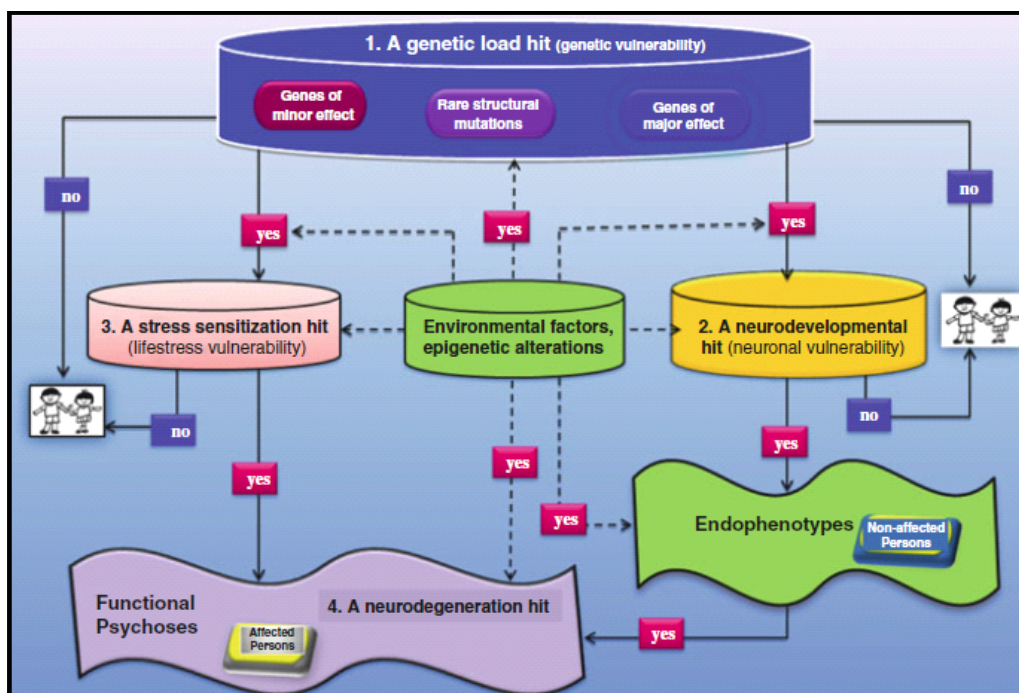 1. A genetic load hit (genetic vulnerability)
Genes of
minor effect
Rare structural
mutations
Genes of
major effect
no
no
yes
yes
yes
3. A stress sensitization hit
(lifestress vulnerability)
Environmental factors,
epigenetic alterations
2. A neurodevelopmental
hit (neuronal vulnerability)
no
no
yes
yes
yes
yes
Endophenotypes
Non-affected
Persons
Functional
Psychoses
4. A neurodegeneration hit
Affected
Persons
yes